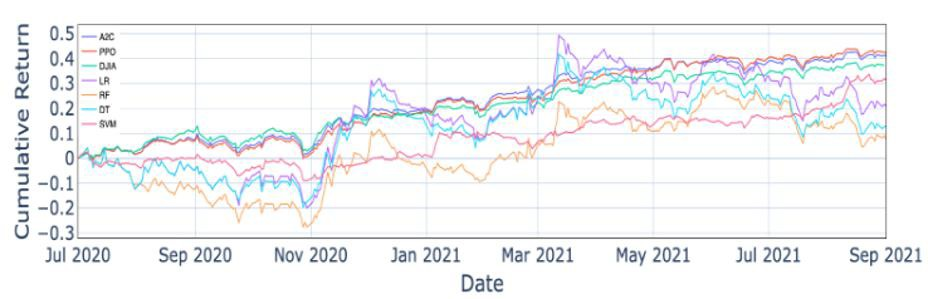 Cumulative Return
0.5
0.4
0.3
0.2
0.1
0
−0.1
−0.2
−0.3
A2C
PPO
DJIA
LR
RF
DT
SVM
Jul 2020
Sep 2020
Nov 2020
Jan 2021
Mar 2021
May 2021
Jul 2021
Sep 2021
Date